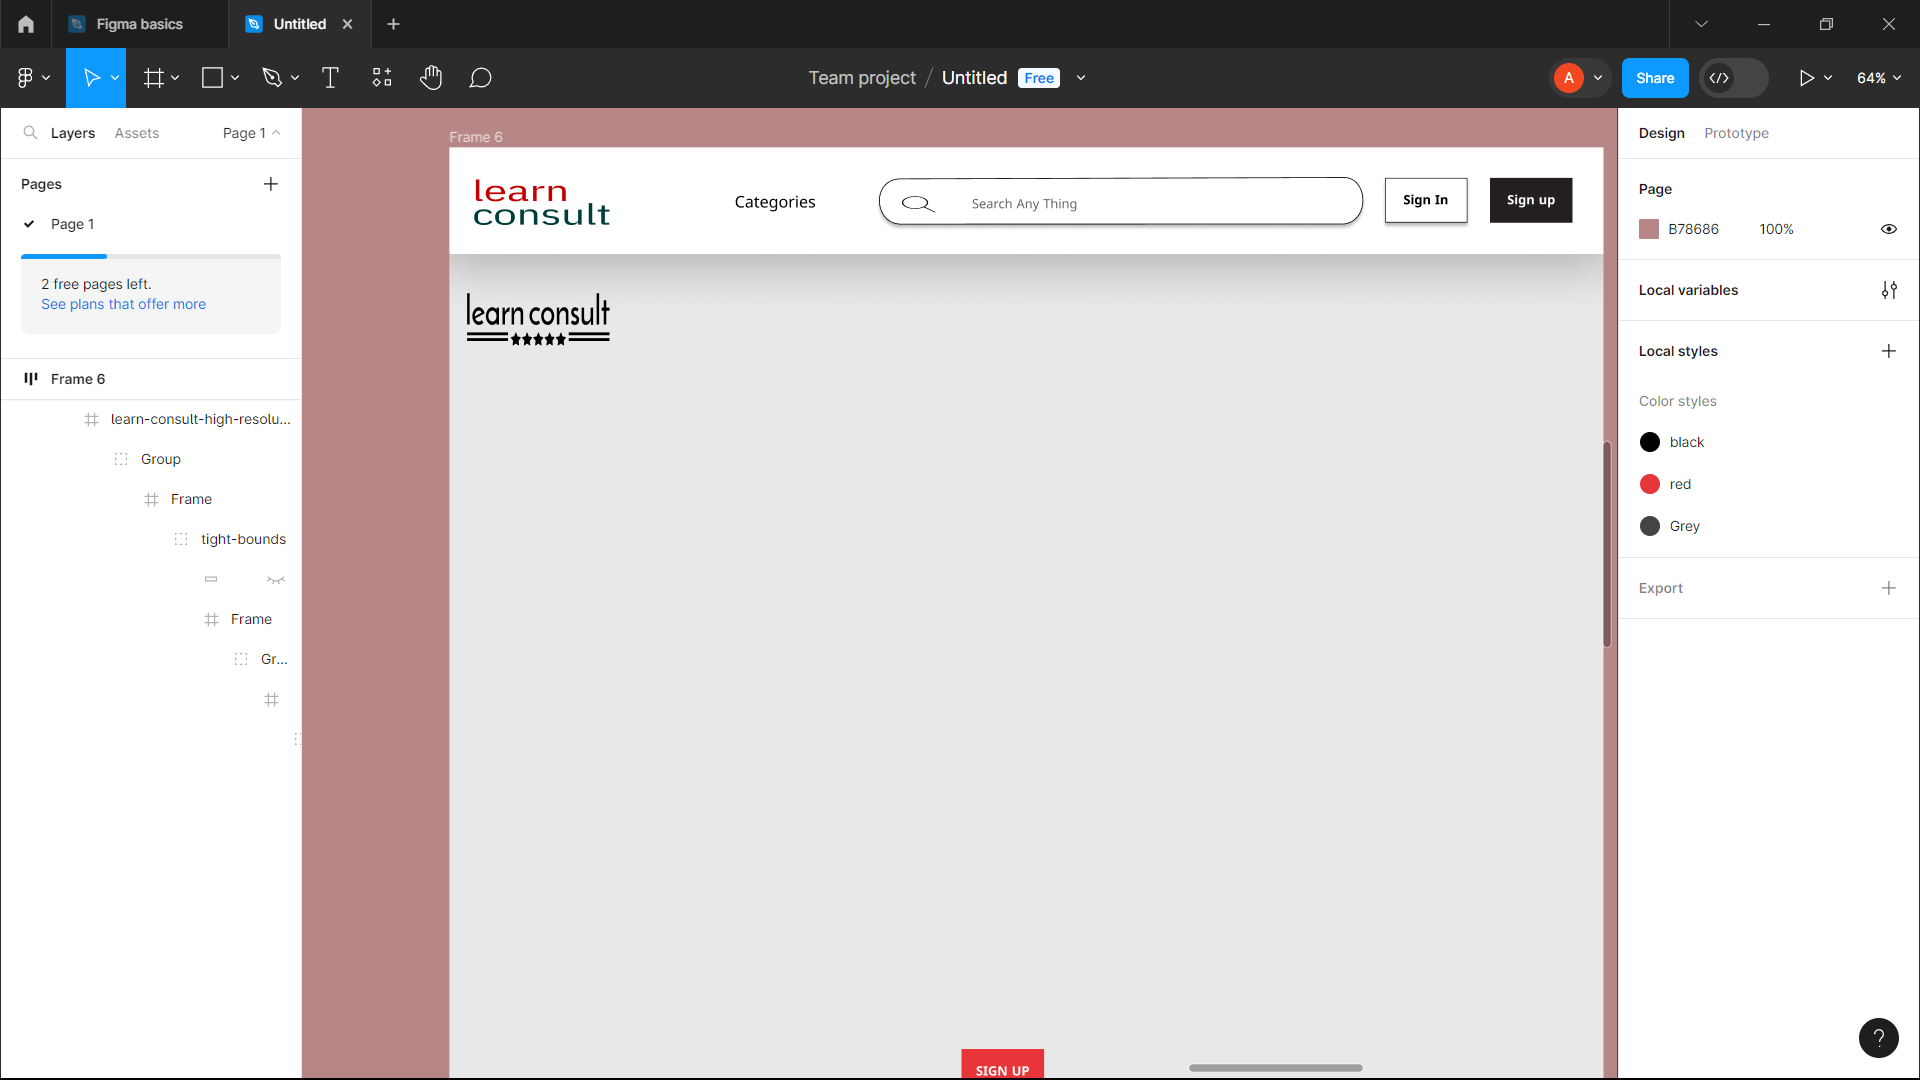 Figma basics
Untitled
Team project / Untitled Free
A
Share
64%
Layers
Assets
Page 1
Pages
Page 1
2 free pages left.
See plans that offer more
Frame 6
learn-consult-high-resolu...
Group
Frame
tight-bounds
Frame
Gr...
Frame 6
learn
consult
Categories
Search Any Thing
Sign In
Sign up
learn consult
SIGN UP
Design
Prototype
Page
B78686
100%
Local variables
Local styles
Color styles
black
red
Grey
Export
?